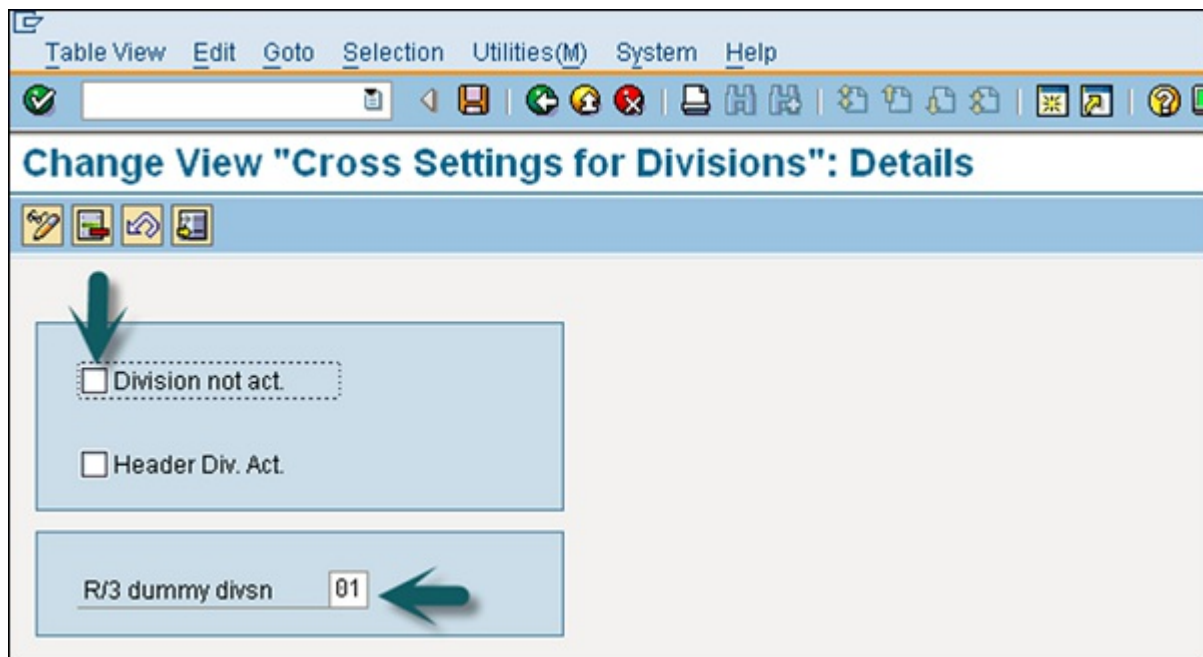 Table View Edit Goto Selection Utilities(M) System Help
Change View "Cross Settings for Divisions": Details
Division not act.
Header Div. Act.
R/3 dummy divsn 01